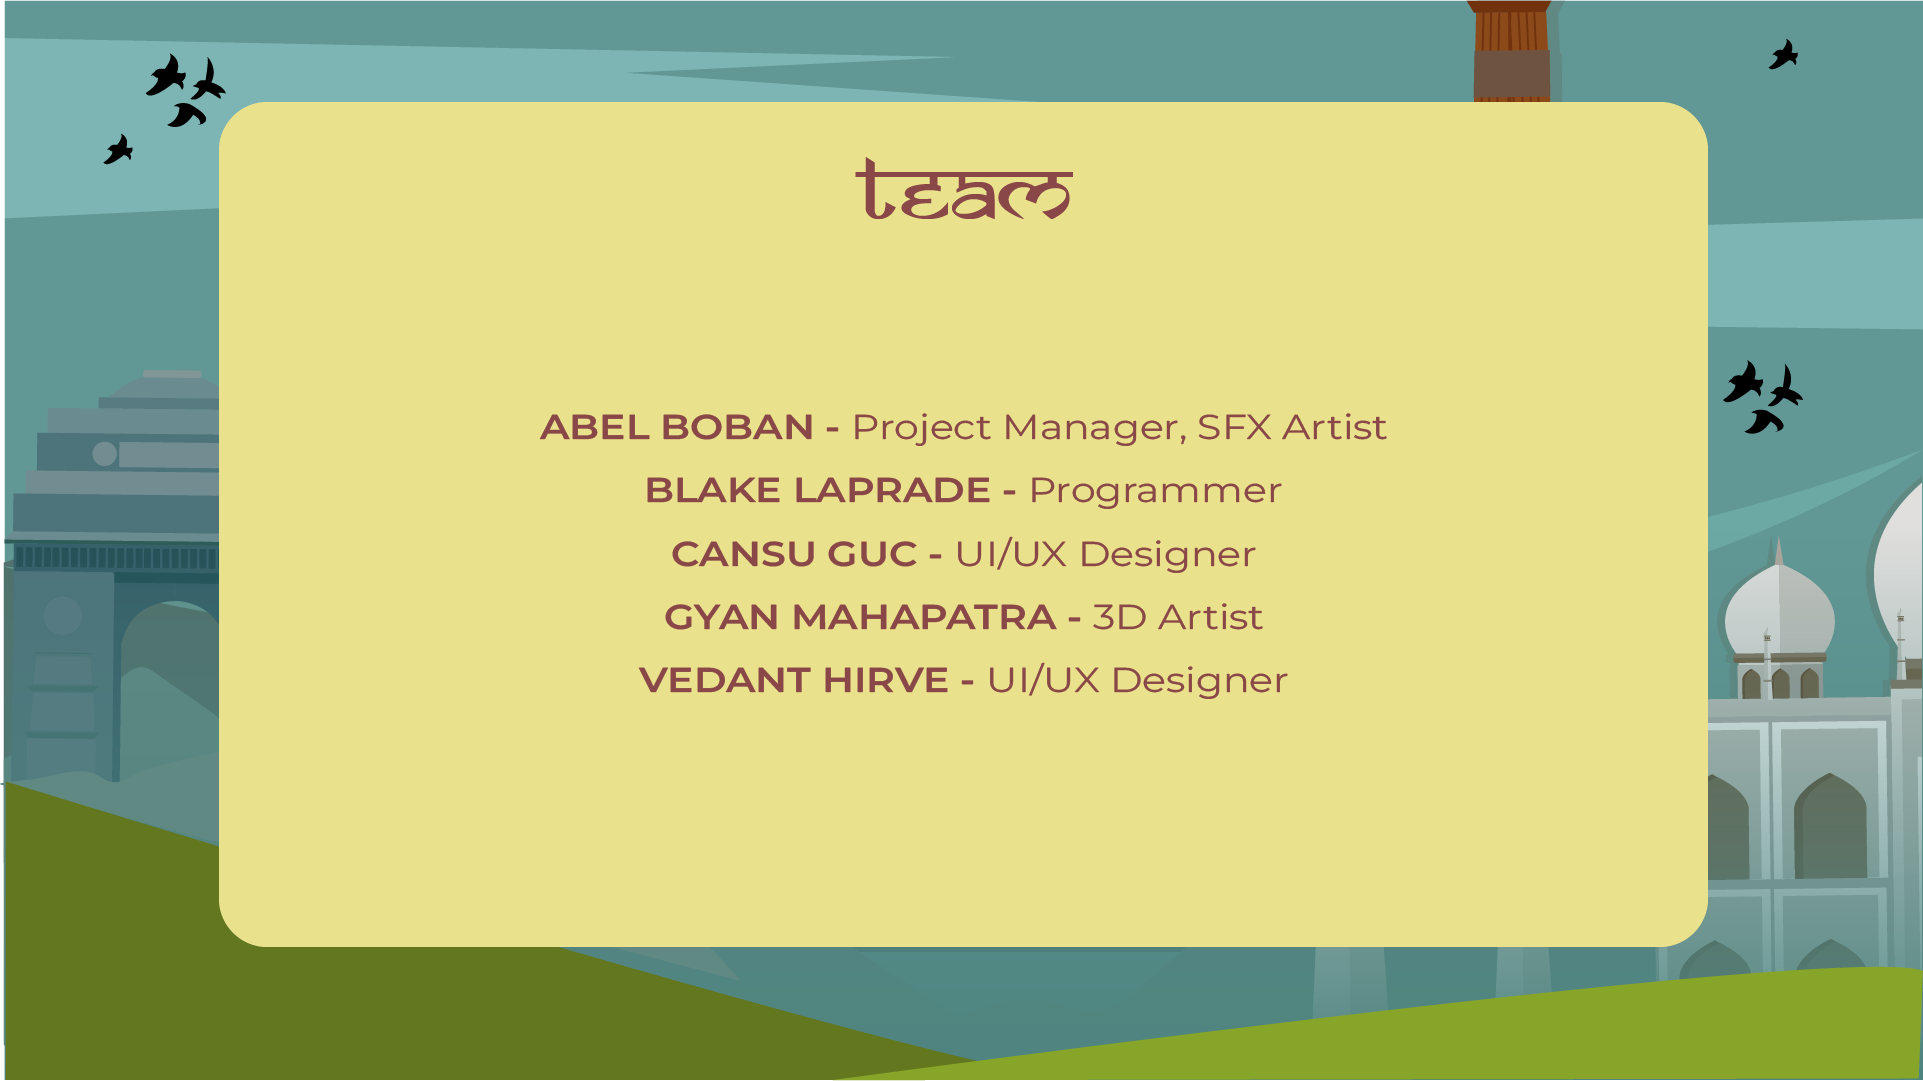 TEAM
ABEL BOBAN - Project Manager, SFX Artist
BLAKE LAPRADE - Programmer
CANSU GUC - UI/UX Designer
GYAN MAHAPATRA - 3D Artist
VEDANT HIRVE - UI/UX Designer